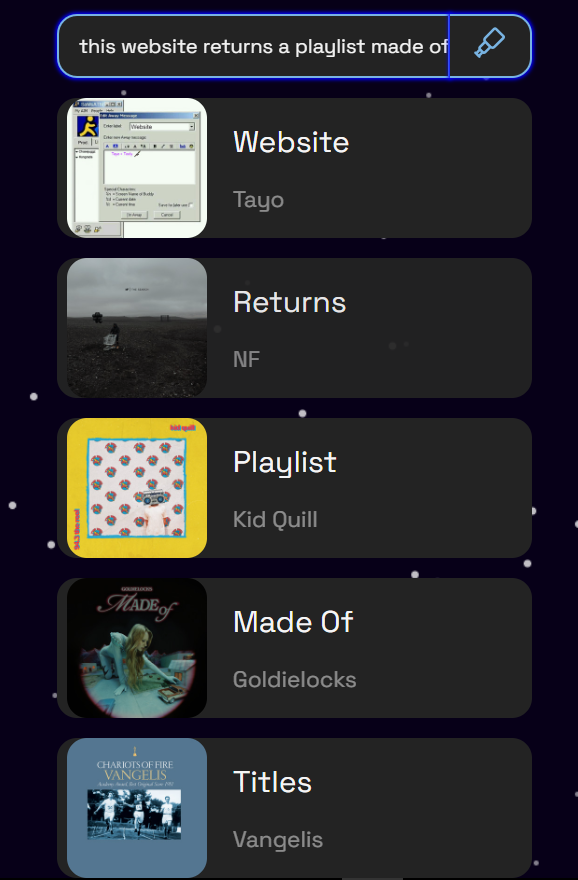 this website returns a playlist made of
Website
Tayo
Returns
NF
kid quill
Playlist
Kid Quill
GOLDIELOCKS
MADE of
Made Of
Goldielocks
CHARIOTS OF FIRE
VANGELIS
Titles
Vangelis